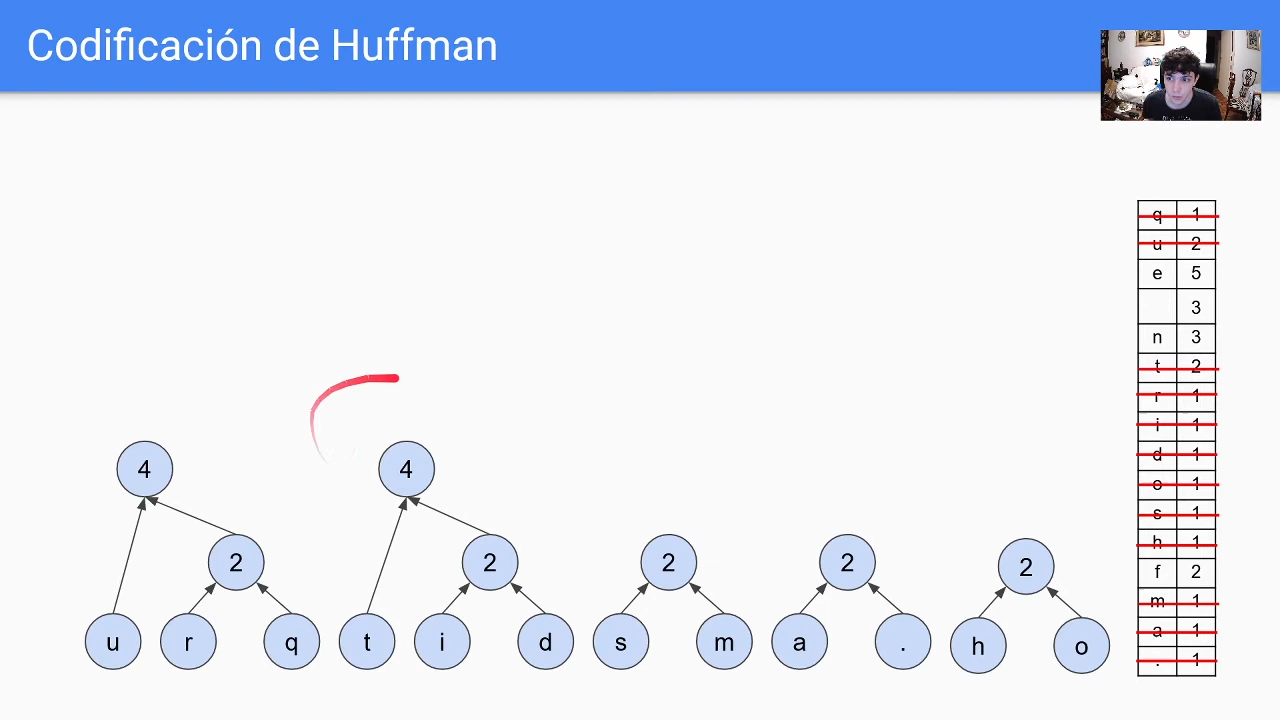 Codificación de Huffman
q 1
u 2
e 5
3
n 3
t 2
r 1
i 1
d 1
o 1
s 1
h 1
f 2
m 1
a 1
. 1
4 4
2 2 2 2 2
u r q t i d s m a . h o